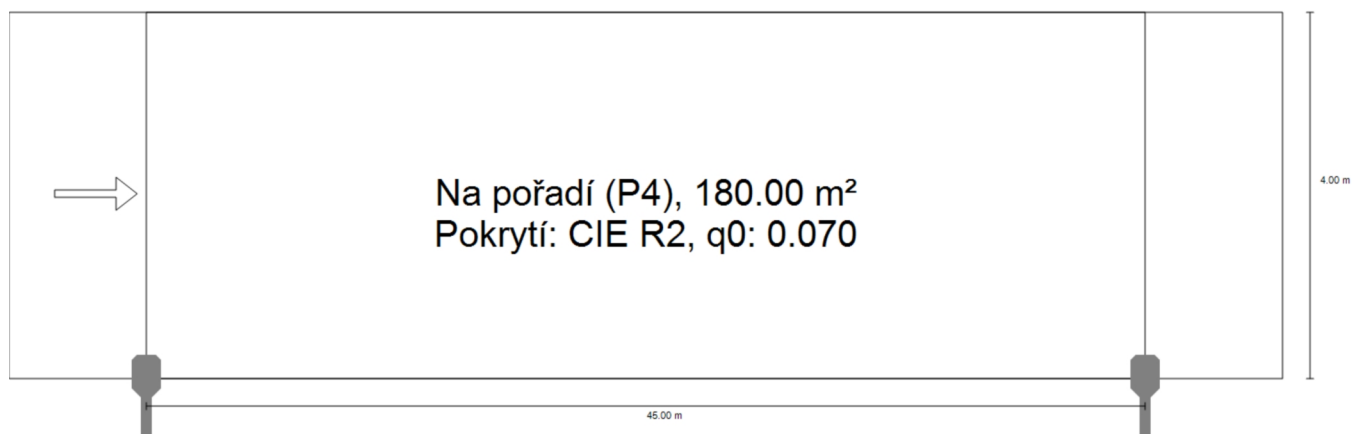 Na pořadí (P4), 180.00 m²
Pokrytí: CIE R2, q0: 0.070
4.00 m
45.00 m